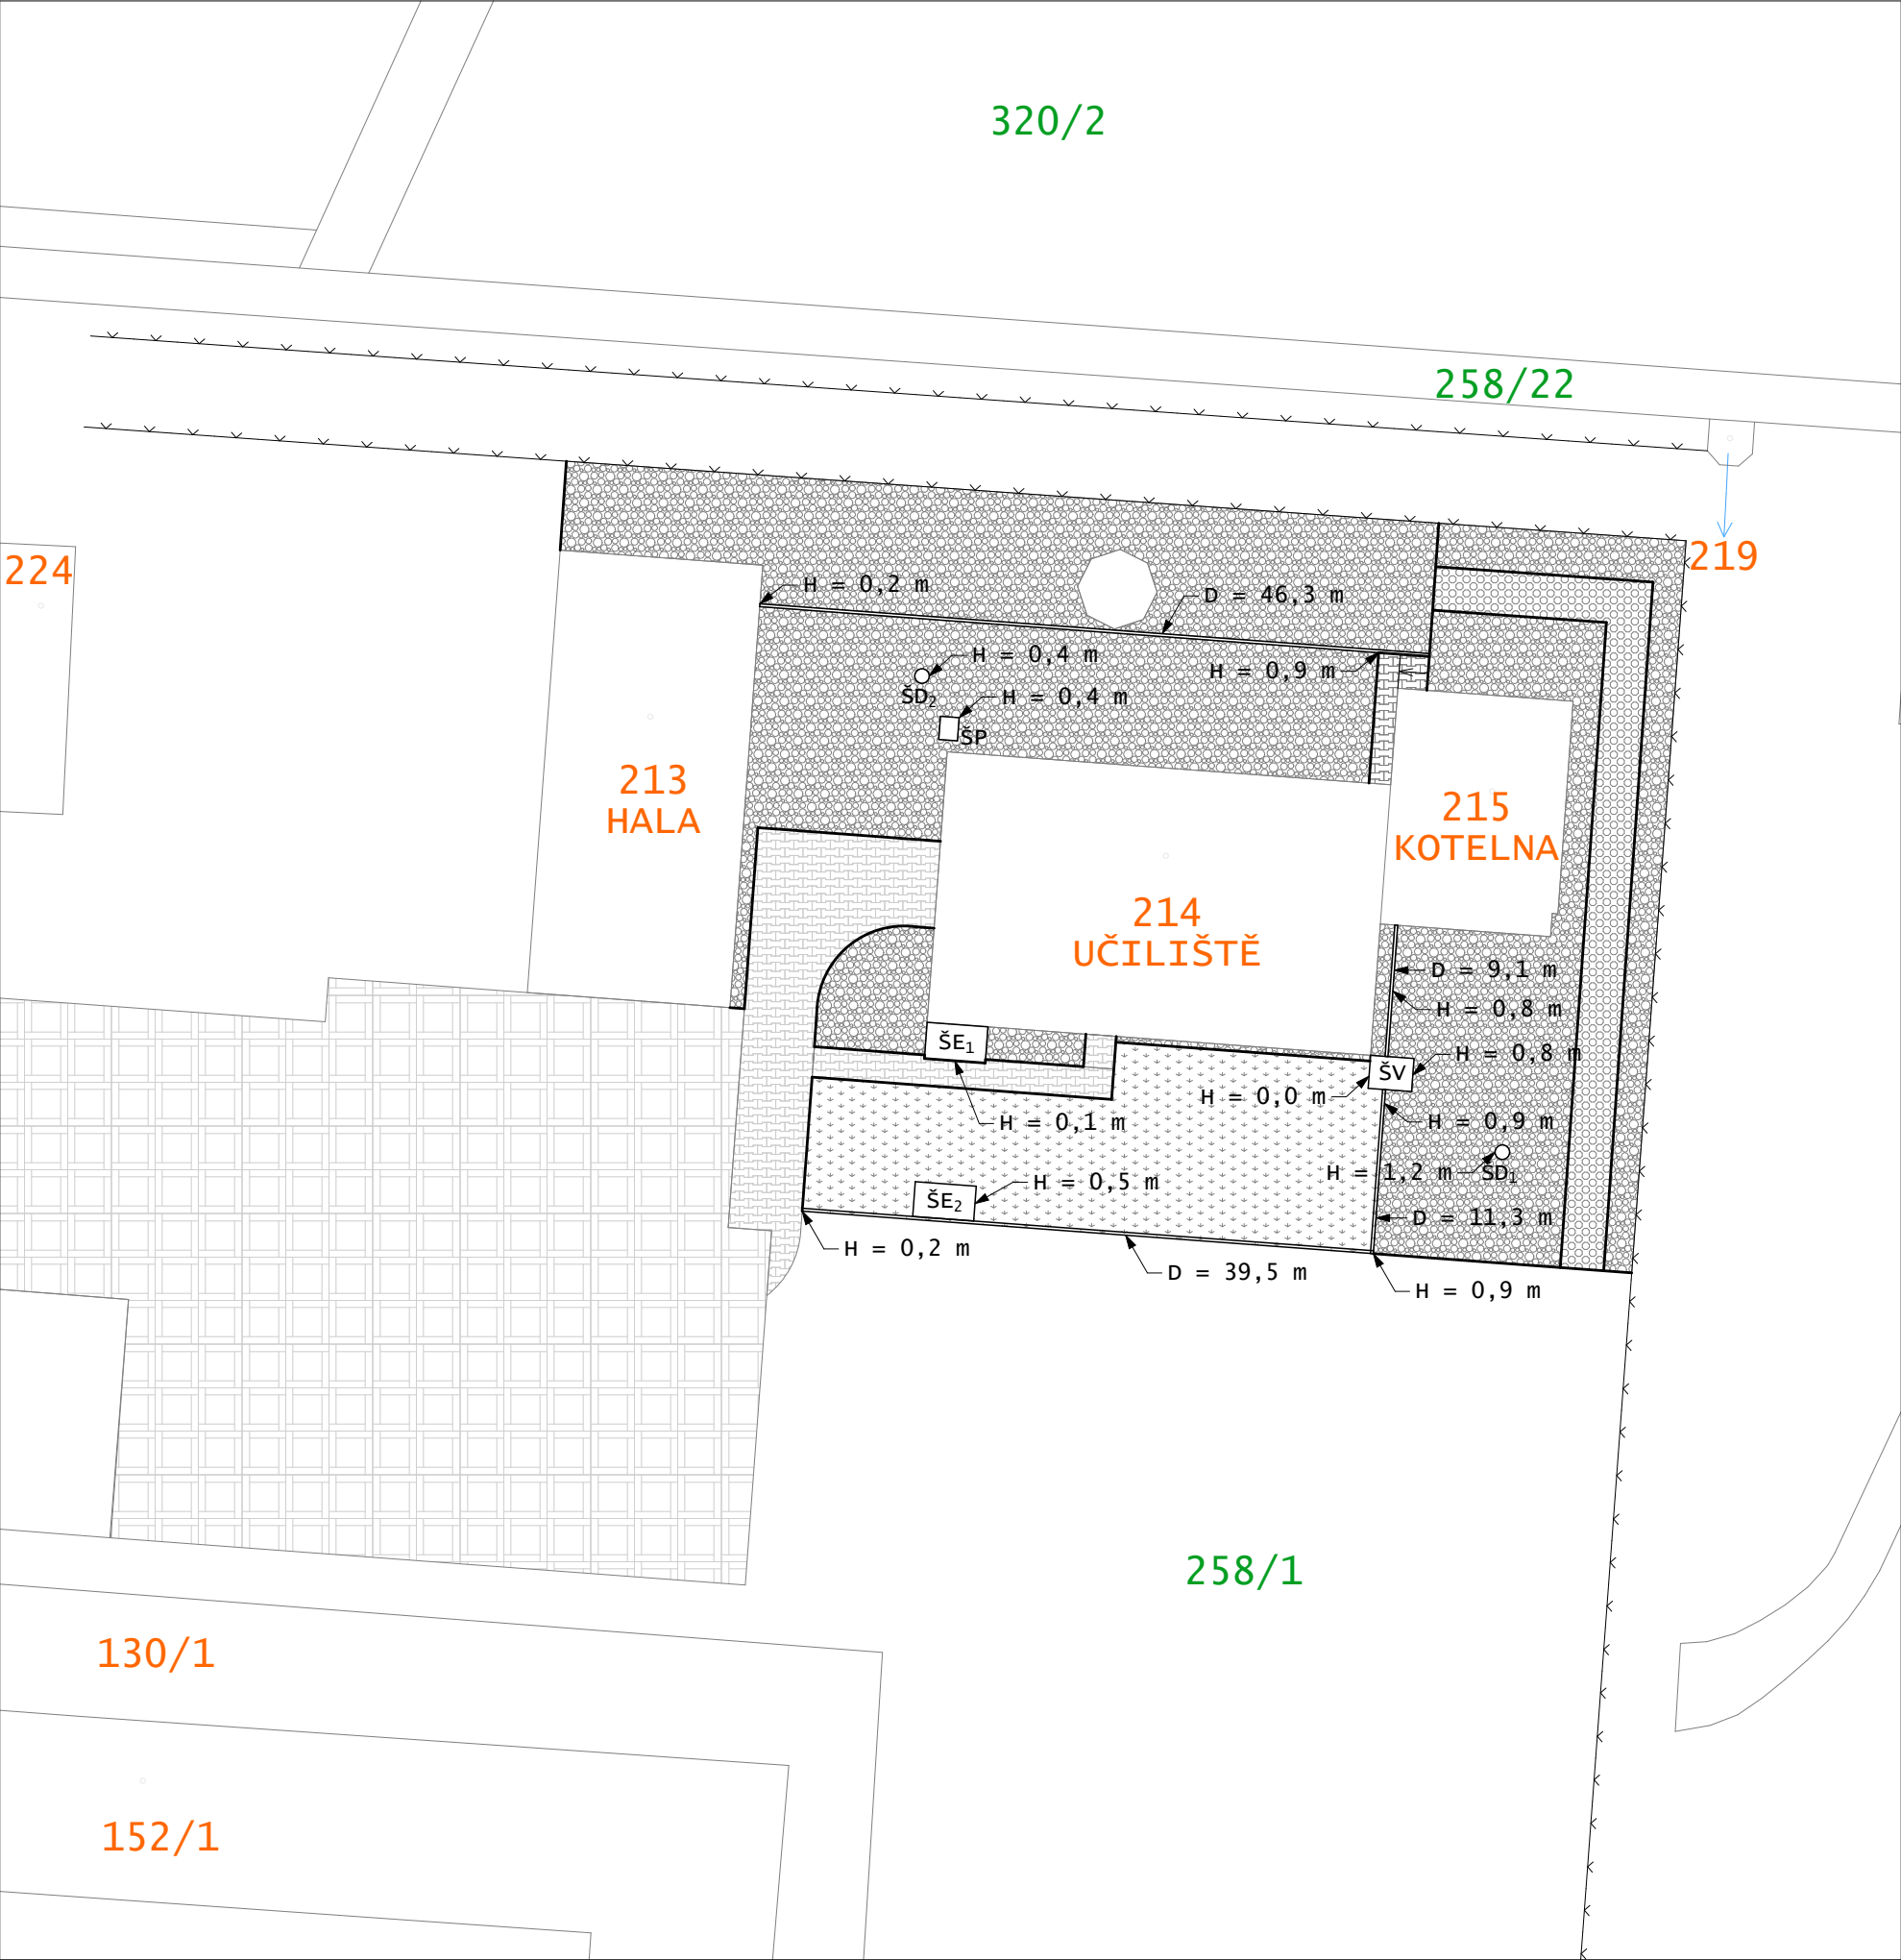 320/2
258/22
219
224
H = 0,2 m
D = 46,3 m
H = 0,4 m
H = 0,9 m
ŠD₂
H = 0,4 m
ŠP
213
HALA
215
KOTELNA
214
UČILIŠTĚ
D = 9,1 m
H = 0,8 m
ŠE₁
H = 0,8 m
ŠV
H = 0,0 m
H = 0,1 m
H = 0,9 m
H = 1,2 m
ŠD₁
H = 0,5 m
ŠE₂
D = 11,3 m
H = 0,2 m
D = 39,5 m
H = 0,9 m
258/1
130/1
152/1